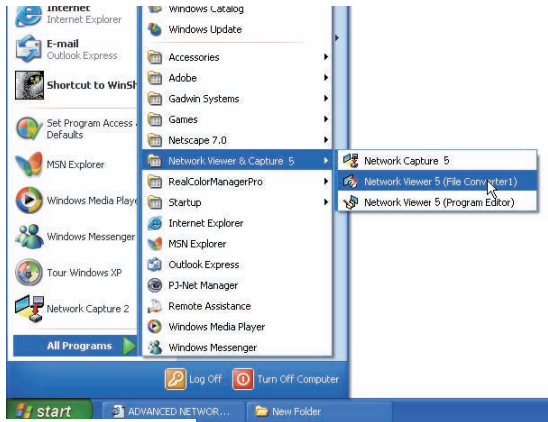 Internet
Internet Explorer
E-mail
Outlook Express
Shortcut to WinSh
Set Program Access
Defaults
MSN Explorer
Windows Media Playe
Windows Messenger
Tour Windows XP
Network Capture 2
All Programs
Windows Catalog
Windows Update
Accessories
Adobe
Gadwin Systems
Games
Netscape 7.0
Network Viewer & Capture 5
RealColorManagerPro
Startup
Internet Explorer
MSN Explorer
Outlook Express
PJ-Net Manager
Remote Assistance
Windows Media Player
Windows Messenger
Network Capture 5
Network Viewer 5 (File Converter1)
Network Viewer 5 (Program Editor)
Log Off
Turn Off Computer
start
ADVANCED NETWOR...
New Folder